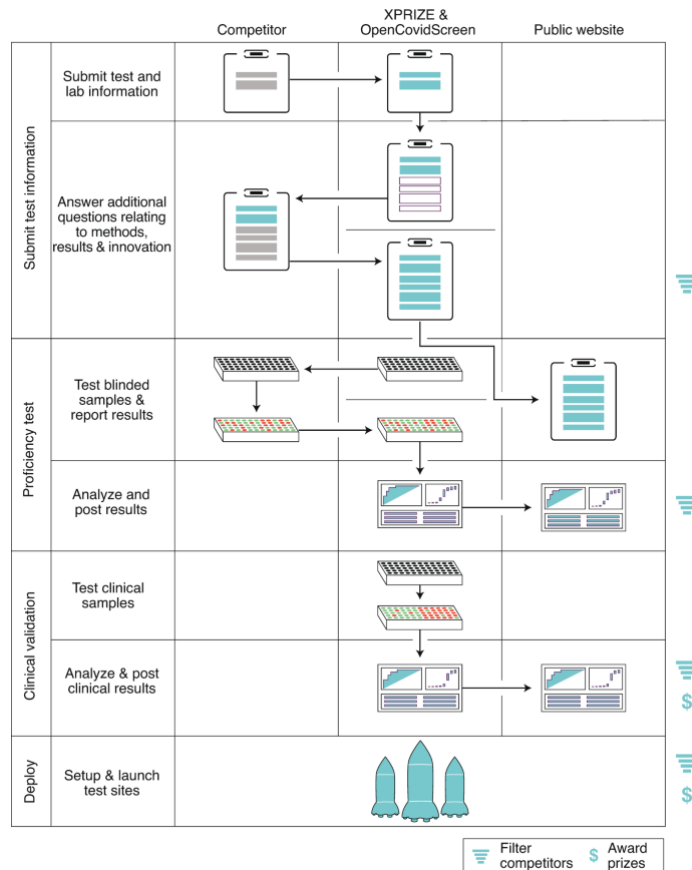 Competitor
XPRIZE &
OpenCovidScreen
Public website
Submit test information
Submit test and
lab information
Answer additional
questions relating
to methods,
results & innovation
Proficiency test
Test blinded
samples &
report results
Analyze and
post results
Clinical validation
Test clinical
samples
Analyze & post
clinical results
$
Deploy
Setup & launch
test sites
$
Filter
competitors
$ Award
prizes